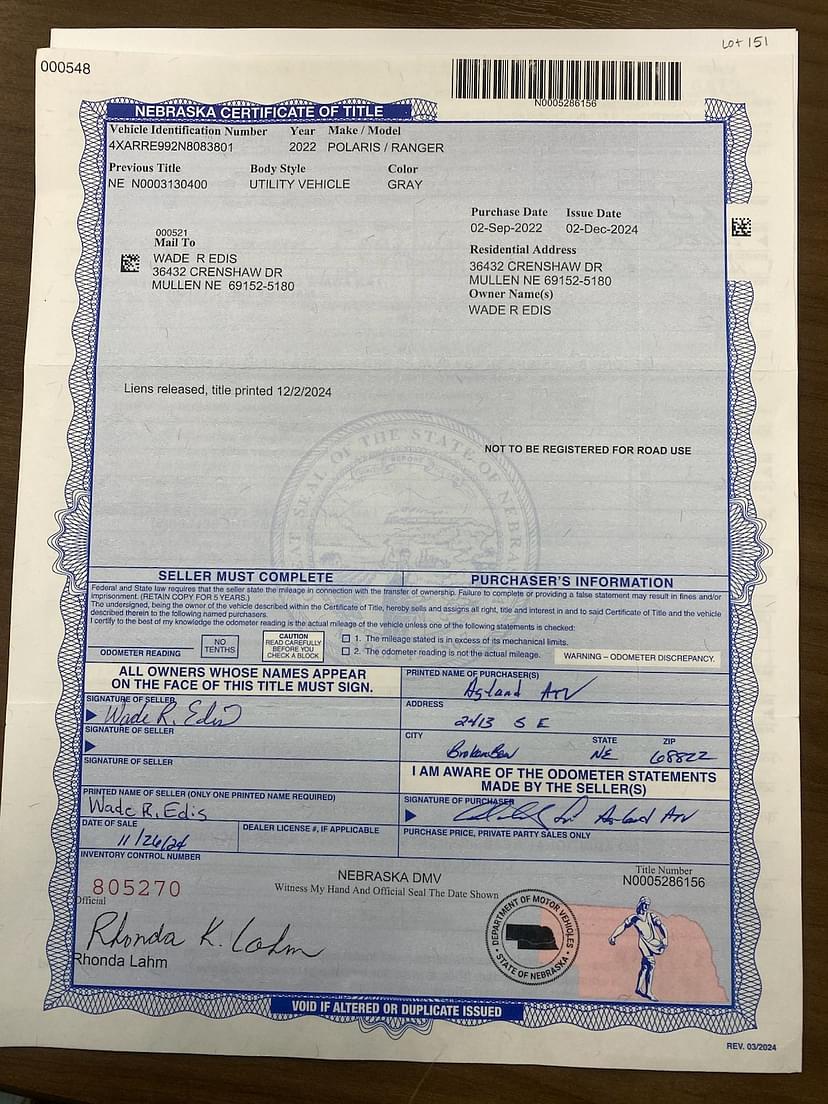 Lot 151
000548
N0005286156
NEBRASKA CERTIFICATE OF TITLE
Vehicle Identification Number Year Make / Model
4XARRE992N8083801 2022 POLARIS / RANGER
Previous Title Body Style Color
NE N0003130400 UTILITY VEHICLE GRAY
Purchase Date Issue Date
02-Sep-2022 02-Dec-2024
000521
Mail To
WADE R EDIS
36432 CRENSHAW DR
MULLEN NE 69152-5180
Residential Address
36432 CRENSHAW DR
MULLEN NE 69152-5180
Owner Name(s)
WADE R EDIS
Liens released, title printed 12/2/2024
NOT TO BE REGISTERED FOR ROAD USE
SEAL OF THE STATE OF NEBRA
SELLER MUST COMPLETE PURCHASER'S INFORMATION
Federal and State law requires that the seller state the mileage in connection with the transfer of ownership. Failure to complete or providing a false statement may result in fines and/or
imprisonment. (RETAIN COPY FOR 5 YEARS.)
The undersigned, being the owner of the vehicle described within the Certificate of Title, hereby sells and assigns all right, title and interest in and to said Certificate of Title and the vehicle
described therein to the following named purchasers.
I certify to the best of my knowledge the odometer reading is the actual mileage of the vehicle unless one of the following statements is checked:
ODOMETER READING
NO
TENTHS
CAUTION
READ CAREFULLY
BEFORE YOU
CHECK A BLOCK
1. The mileage stated is in excess of its mechanical limits.
2. The odometer reading is not the actual mileage.
WARNING – ODOMETER DISCREPANCY.
ALL OWNERS WHOSE NAMES APPEAR
ON THE FACE OF THIS TITLE MUST SIGN.
SIGNATURE OF SELLER
Wade R. Edis
SIGNATURE OF SELLER
SIGNATURE OF SELLER
PRINTED NAME OF SELLER (ONLY ONE PRINTED NAME REQUIRED)
Wade R. Edis
DATE OF SALE
11/26/24
DEALER LICENSE #, IF APPLICABLE
INVENTORY CONTROL NUMBER
805270
PRINTED NAME OF PURCHASER(S)
Agland ATV
ADDRESS
2413 S E
CITY STATE ZIP
Broken Bow NE 68822
I AM AWARE OF THE ODOMETER STATEMENTS
MADE BY THE SELLER(S)
SIGNATURE OF PURCHASER
Agland ATV
PURCHASE PRICE, PRIVATE PARTY SALES ONLY
NEBRASKA DMV
Witness My Hand And Official Seal The Date Shown
Title Number
N0005286156
Official
Rhonda K. Lahm
Rhonda Lahm
DEPARTMENT OF MOTOR VEHICLES
STATE OF NEBRASKA
VOID IF ALTERED OR DUPLICATE ISSUED
REV. 03/2024